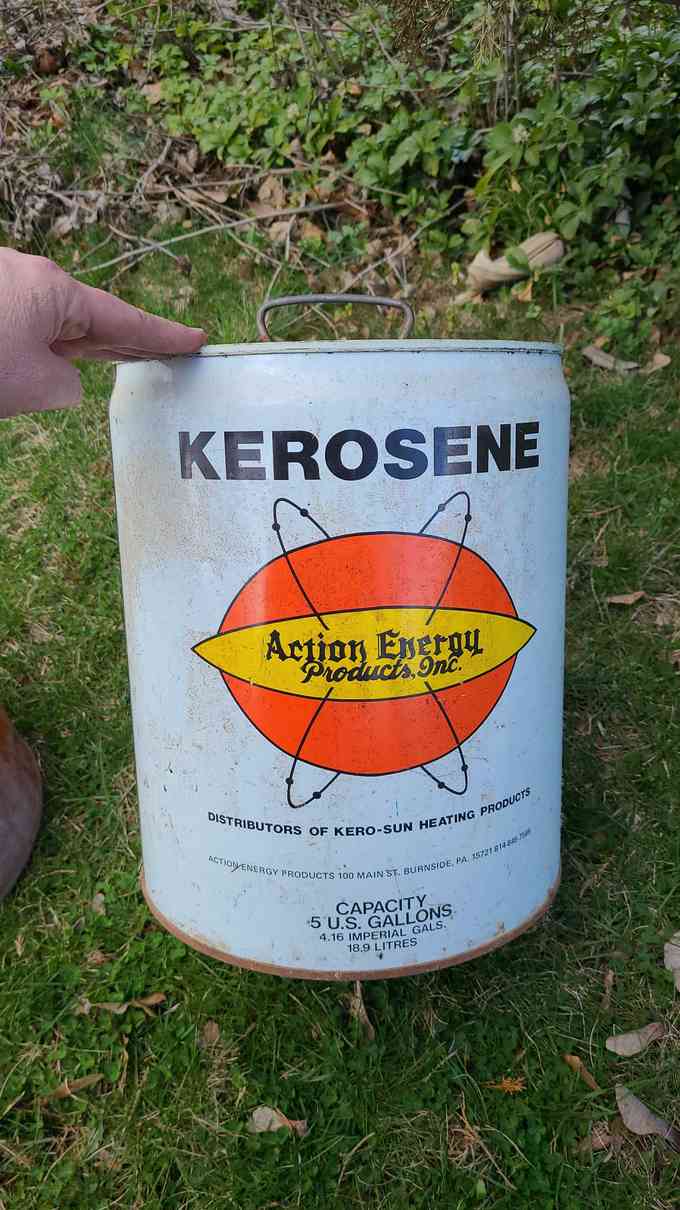 KEROSENE
Action Energy
Products, Inc.
DISTRIBUTORS OF KERO-SUN HEATING PRODUCTS
ACTION ENERGY PRODUCTS 100 MAIN ST. BURNSIDE, PA. 15721 814
CAPACITY
5 U.S. GALLONS
4.16 IMPERIAL GALS.
18.9 LITRES